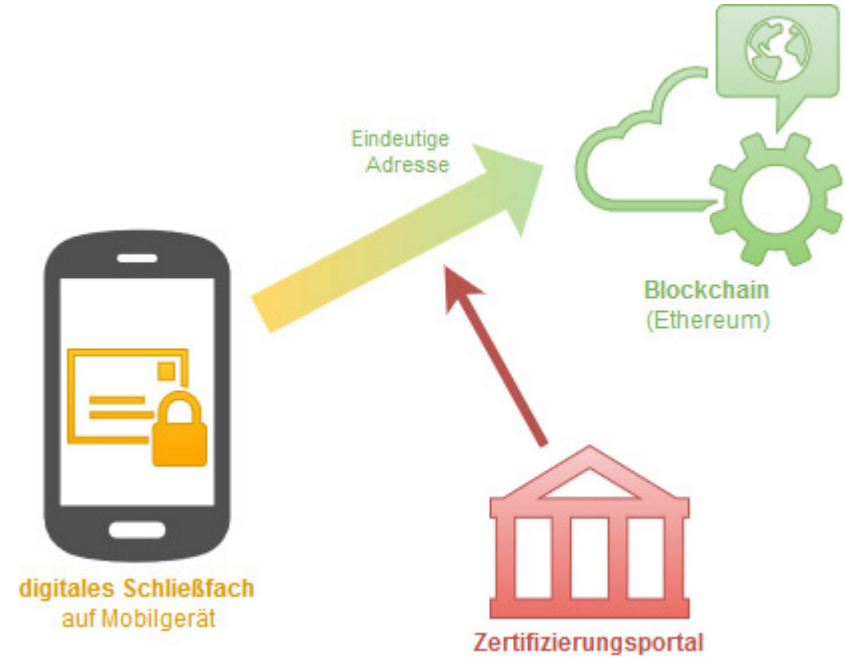 Eindeutige
Adresse
Blockchain
(Ethereum)
digitales Schließfach
auf Mobilgerät
Zertifizierungsportal